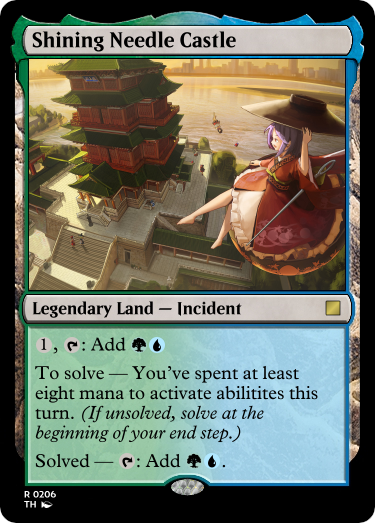 Shining Needle Castle
Legendary Land — Incident
1, T: Add G U
To solve — You've spent at least
eight mana to activate abilitites this
turn. (If unsolved, solve at the
beginning of your end step.)
Solved — T: Add G U.
R 0206
TH